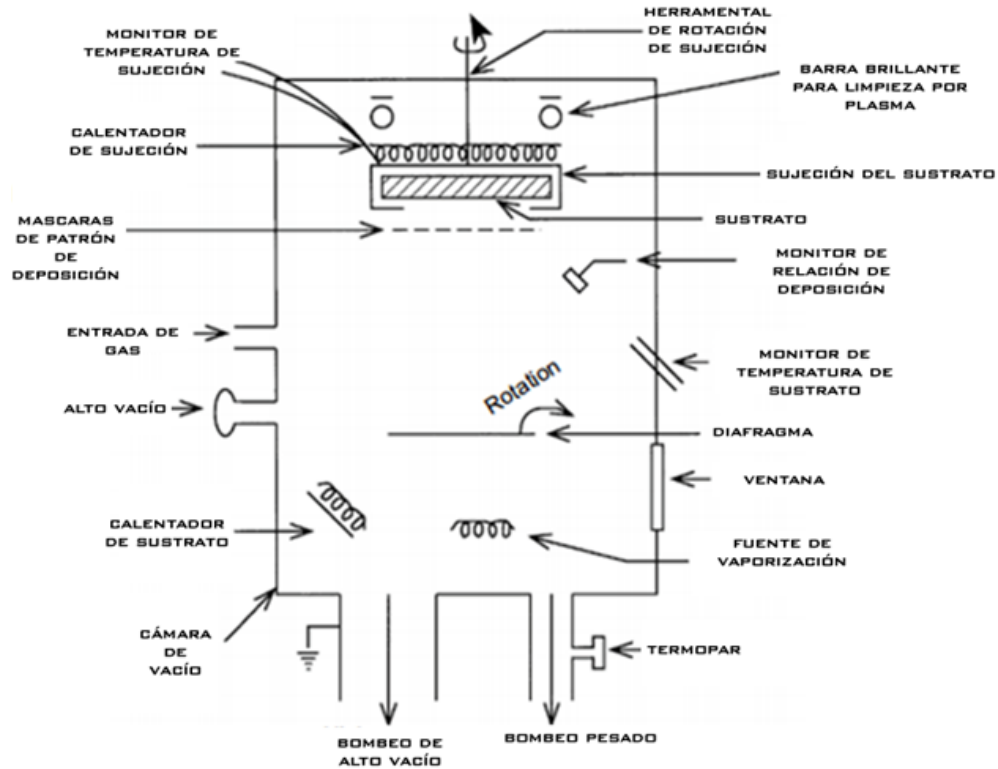 HERRAMENTAL
DE ROTACIÓN
DE SUJECIÓN
MONITOR DE
TEMPERATURA DE
SUJECIÓN
BARRA BRILLANTE
PARA LIMPIEZA POR
PLASMA
CALENTADOR
DE SUJECIÓN
SUJECIÓN DEL SUSTRATO
SUSTRATO
MASCARAS
DE PATRÓN
DE
DEPOSICIÓN
MONITOR DE
RELACIÓN DE
DEPOSICIÓN
ENTRADA DE
GAS
MONITOR DE
TEMPERATURA DE
SUSTRATO
Rotation
ALTO VACÍO
DIAFRAGMA
VENTANA
CALENTADOR
DE SUSTRATO
FUENTE DE
VAPORIZACIÓN
CÁMARA
DE
VACÍO
TERMOPAR
BOMBEO DE
ALTO VACÍO
BOMBEO PESADO